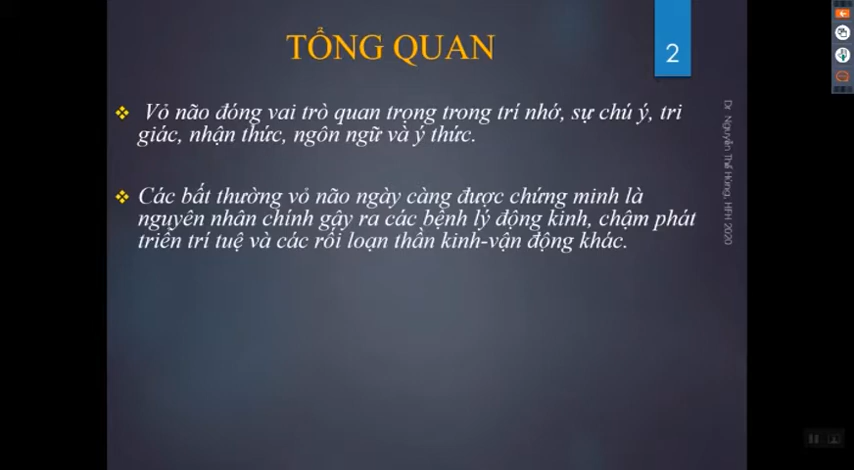 TỔNG QUAN
2
Vỏ não đóng vai trò quan trọng trong trí nhớ, sự chú ý, tri
giác, nhận thức, ngôn ngữ và ý thức.
Các bất thường vỏ não ngày càng được chứng minh là
nguyên nhân chính gây ra các bệnh lý động kinh, chậm phát
triển trí tuệ và các rối loạn thần kinh-vận động khác.
Dr Nguyễn Thế Hùng, HFH 2020